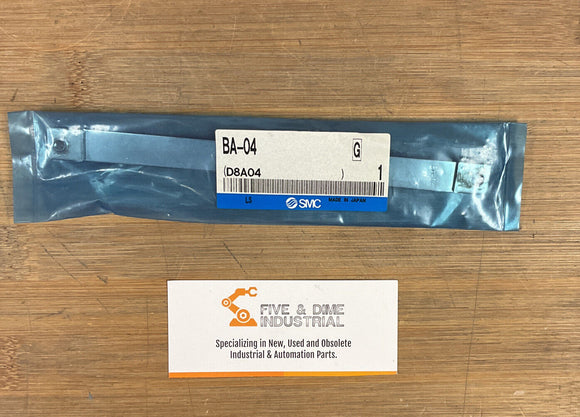 BA-04
G
(D8A04 )
1
LS
SMC
MADE IN JAPAN
FIVE & DIME
INDUSTRIAL
Specializing in New, Used and Obsolete
Industrial & Automation Parts.